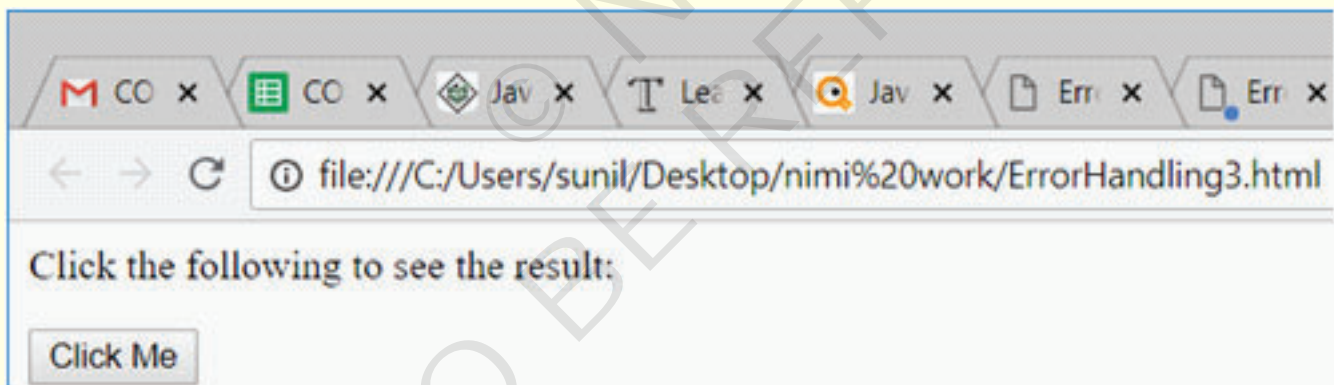 CO Jav Lea Jav Err Err
file:///C:/Users/sunil/Desktop/nimi%20work/ErrorHandling3.html
Click the following to see the result:
Click Me